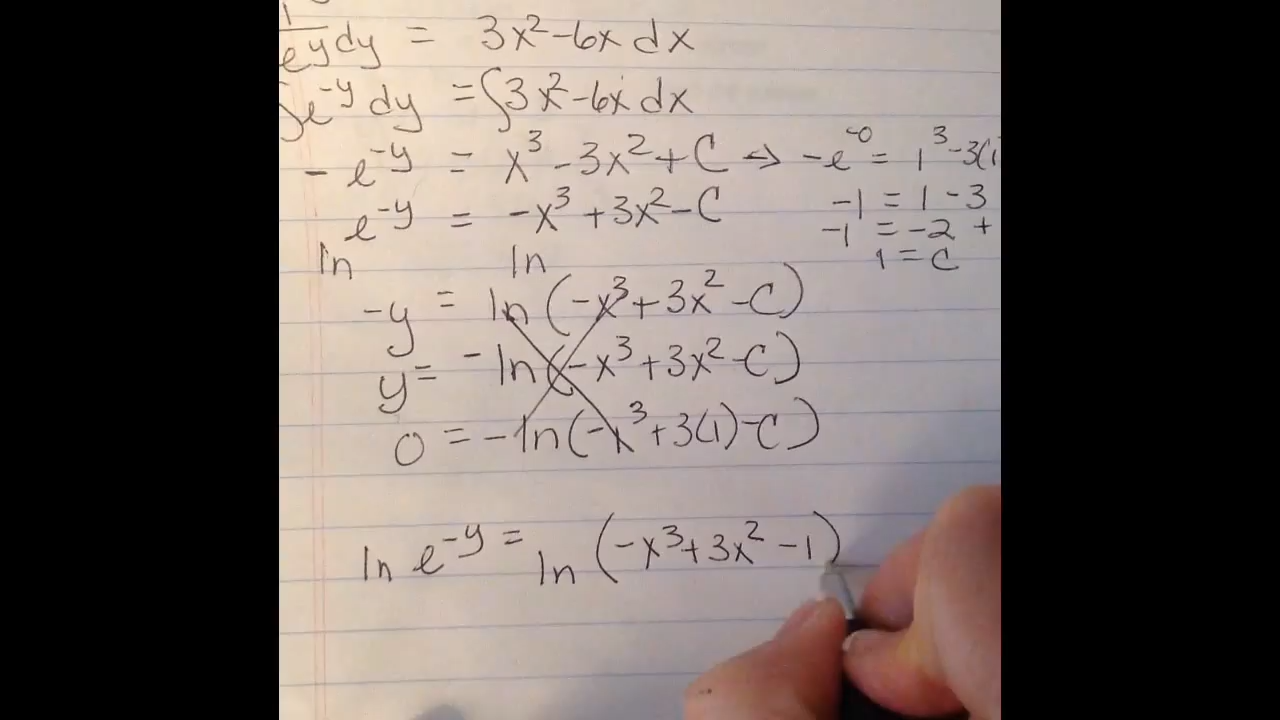 1/e^y dy = 3x² - 6x dx
∫e^-y dy = ∫3x² - 6x dx
- e^-y = x³ - 3x² + C → -e^-0 = 1³ - 3(1
e^-y = -x³ + 3x² - C -1 = 1 - 3
-1 = -2 +
ln ln 1 = C
-y = ln(-x³ + 3x² - C)
y = -ln(-x³ + 3x² - C)
0 = -ln(-x³ + 3(1) - C)
ln e^-y = ln(-x³ + 3x² - 1)